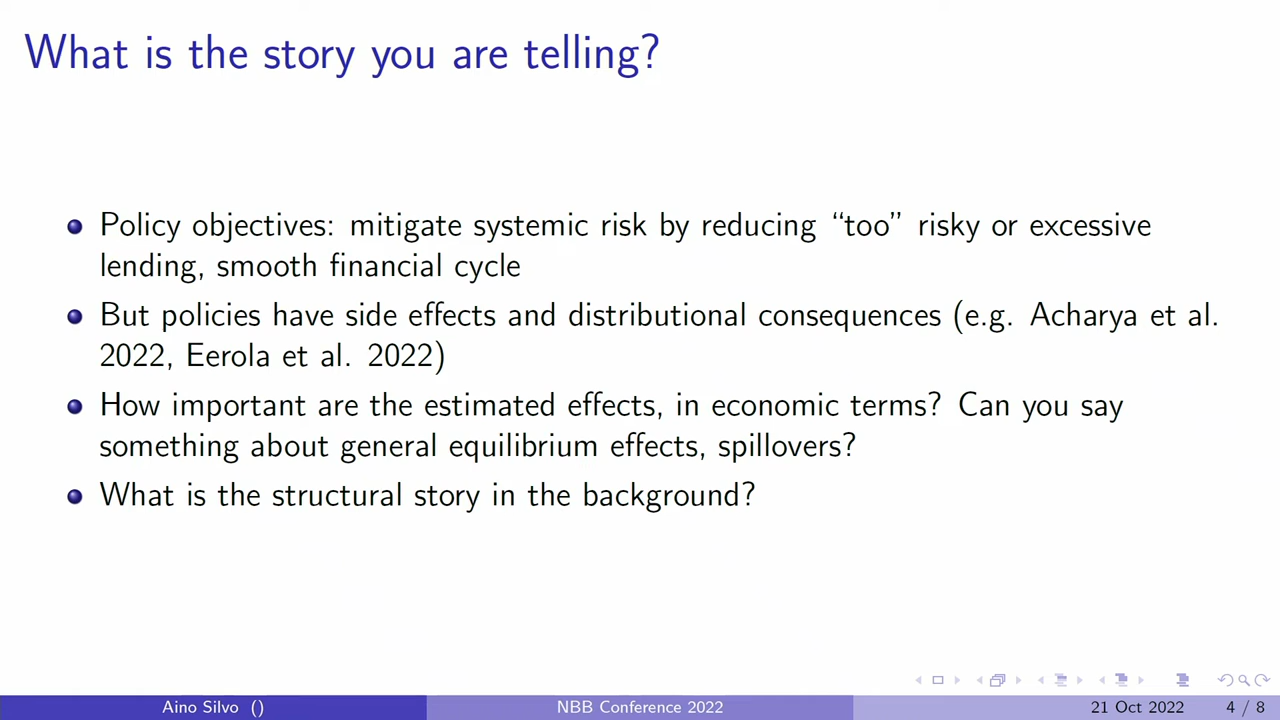 What is the story you are telling?
Policy objectives: mitigate systemic risk by reducing “too” risky or excessive
lending, smooth financial cycle
But policies have side effects and distributional consequences (e.g. Acharya et al.
2022, Eerola et al. 2022)
How important are the estimated effects, in economic terms? Can you say
something about general equilibrium effects, spillovers?
What is the structural story in the background?
Aino Silvo () NBB Conference 2022 21 Oct 2022 4 / 8